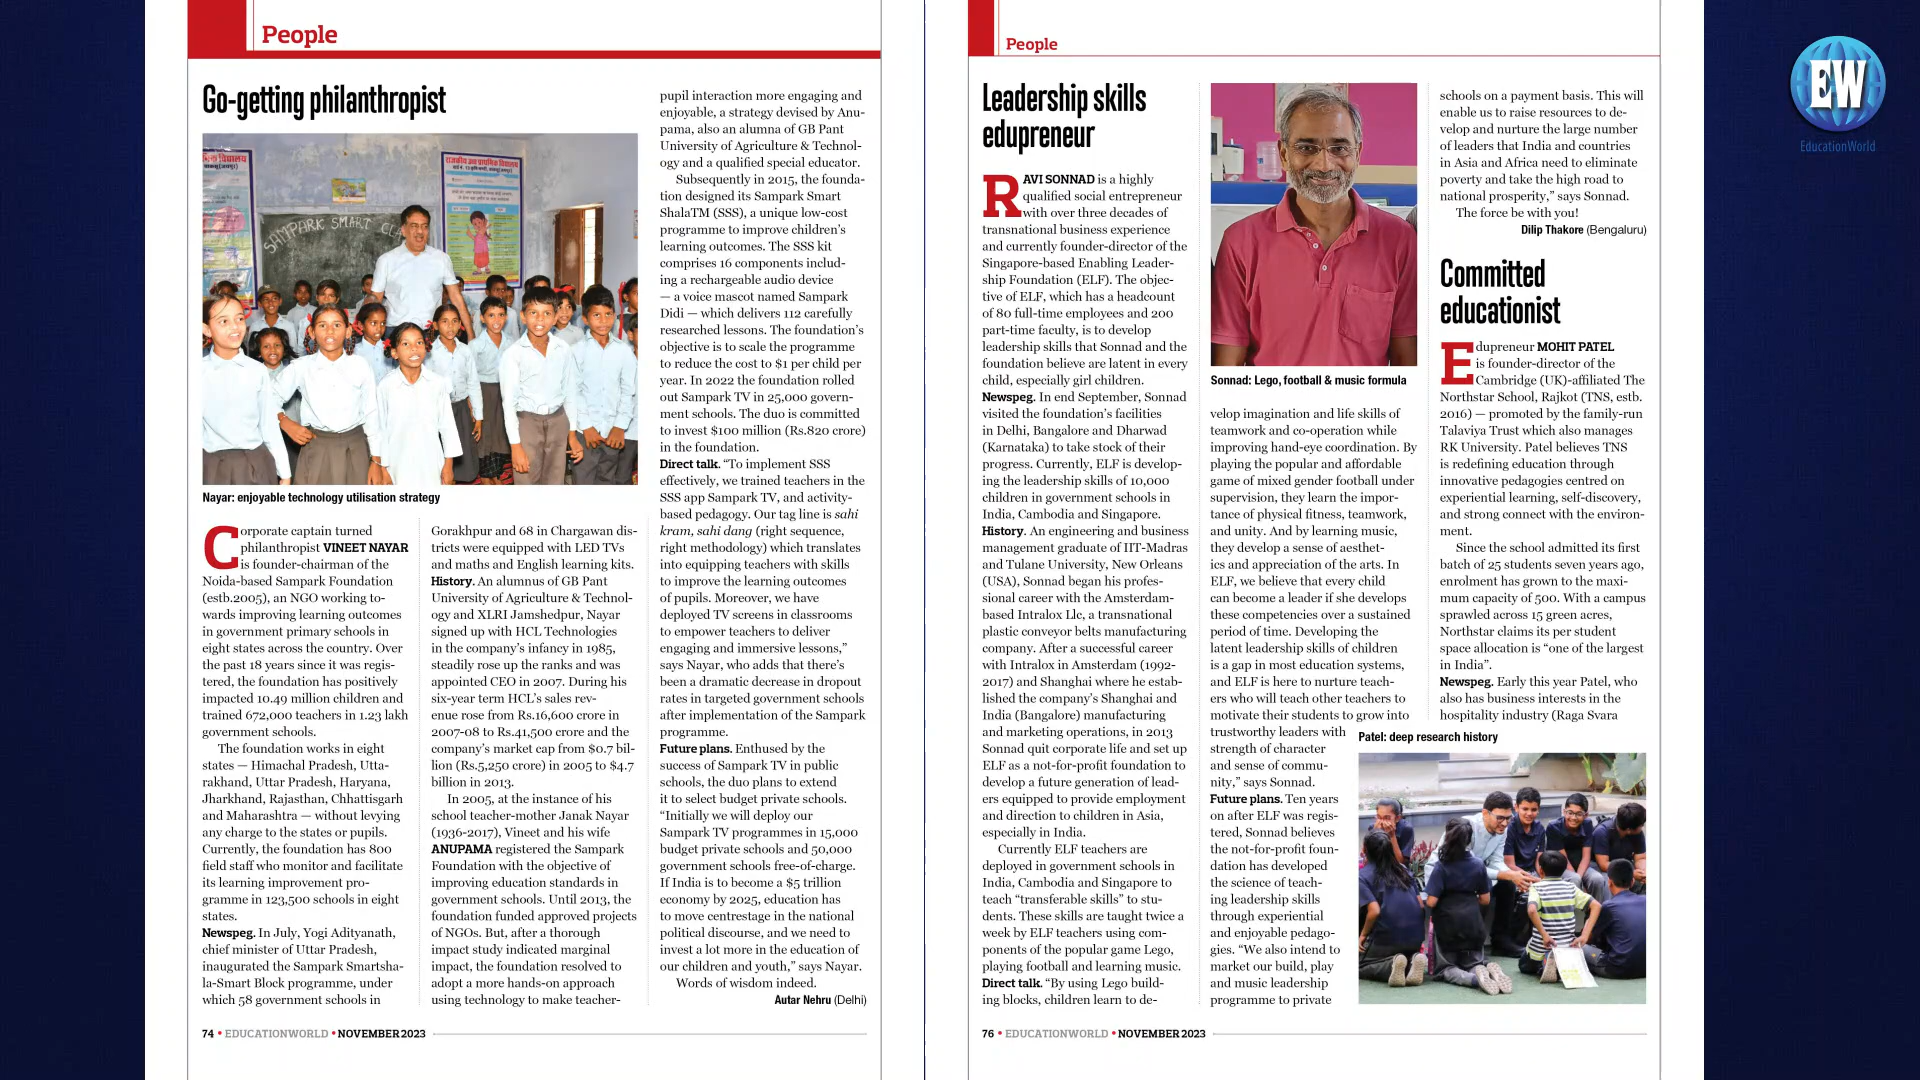 People
Go-getting philanthropist
राजकीय प्राथमिक विद्यालय
SAMPARK SMART CL
Nayar: enjoyable technology utilisation strategy
Corporate captain turned
philanthropist VINEET NAYAR
is founder-chairman of the
Noida-based Sampark Foundation
(estb.2005), an NGO working to-
wards improving learning outcomes
in government primary schools in
eight states across the country. Over
the past 18 years since it was regis-
tered, the foundation has positively
impacted 10.49 million children and
trained 672,000 teachers in 1.23 lakh
government schools.
The foundation works in eight
states — Himachal Pradesh, Utta-
rakhand, Uttar Pradesh, Haryana,
Jharkhand, Rajasthan, Chhattisgarh
and Maharashtra — without levying
any charge to the states or pupils.
Currently, the foundation has 800
field staff who monitor and facilitate
its learning improvement pro-
gramme in 123,500 schools in eight
states.
Newspeg. In July, Yogi Adityanath,
chief minister of Uttar Pradesh,
inaugurated the Sampark Smartsha-
la-Smart Block programme, under
which 58 government schools in
Gorakhpur and 68 in Chargawan dis-
tricts were equipped with LED TVs
and maths and English learning kits.
History. An alumnus of GB Pant
University of Agriculture & Technol-
ogy and XLRI Jamshedpur, Nayar
signed up with HCL Technologies
in the company's infancy in 1985,
steadily rose up the ranks and was
appointed CEO in 2007. During his
six-year term HCL's sales rev-
enue rose from Rs.16,600 crore in
2007-08 to Rs.41,500 crore and the
company's market cap from $0.7 bil-
lion (Rs.5,250 crore) in 2005 to $4.7
billion in 2013.
In 2005, at the instance of his
school teacher-mother Janak Nayar
(1936-2017), Vineet and his wife
ANUPAMA registered the Sampark
Foundation with the objective of
improving education standards in
government schools. Until 2013, the
foundation funded approved projects
of NGOs. But, after a thorough
impact study indicated marginal
impact, the foundation resolved to
adopt a more hands-on approach
using technology to make teacher-
pupil interaction more engaging and
enjoyable, a strategy devised by Anu-
pama, also an alumna of GB Pant
University of Agriculture & Technol-
ogy and a qualified special educator.
Subsequently in 2015, the founda-
tion designed its Sampark Smart
ShalaTM (SSS), a unique low-cost
programme to improve children's
learning outcomes. The SSS kit
comprises 16 components includ-
ing a rechargeable audio device
— a voice mascot named Sampark
Didi — which delivers 112 carefully
researched lessons. The foundation's
objective is to scale the programme
to reduce the cost to $1 per child per
year. In 2022 the foundation rolled
out Sampark TV in 25,000 govern-
ment schools. The duo is committed
to invest $100 million (Rs.820 crore)
in the foundation.
Direct talk. “To implement SSS
effectively, we trained teachers in the
SSS app Sampark TV, and activity-
based pedagogy. Our tag line is sahi
kram, sahi dang (right sequence,
right methodology) which translates
into equipping teachers with skills
to improve the learning outcomes
of pupils. Moreover, we have
deployed TV screens in classrooms
to empower teachers to deliver
engaging and immersive lessons,”
says Nayar, who adds that there's
been a dramatic decrease in dropout
rates in targeted government schools
after implementation of the Sampark
programme.
Future plans. Enthused by the
success of Sampark TV in public
schools, the duo plans to extend
it to select budget private schools.
“Initially we will deploy our
Sampark TV programmes in 15,000
budget private schools and 50,000
government schools free-of-charge.
If India is to become a $5 trillion
economy by 2025, education has
to move centrestage in the national
political discourse, and we need to
invest a lot more in the education of
our children and youth,” says Nayar.
Words of wisdom indeed.
Autar Nehru (Delhi)
74 • EDUCATIONWORLD • NOVEMBER 2023
People
Leadership skills
edupreneur
RAVI SONNAD is a highly
qualified social entrepreneur
with over three decades of
transnational business experience
and currently founder-director of the
Singapore-based Enabling Leader-
ship Foundation (ELF). The objec-
tive of ELF, which has a headcount
of 80 full-time employees and 200
part-time faculty, is to develop
leadership skills that Sonnad and the
foundation believe are latent in every
child, especially girl children.
Newspeg. In end September, Sonnad
visited the foundation's facilities
in Delhi, Bangalore and Dharwad
(Karnataka) to take stock of their
progress. Currently, ELF is develop-
ing the leadership skills of 10,000
children in government schools in
India, Cambodia and Singapore.
History. An engineering and business
management graduate of IIT-Madras
and Tulane University, New Orleans
(USA), Sonnad began his profes-
sional career with the Amsterdam-
based Intralox Llc, a transnational
plastic conveyor belts manufacturing
company. After a successful career
with Intralox in Amsterdam (1992-
2017) and Shanghai where he estab-
lished the company's Shanghai and
India (Bangalore) manufacturing
and marketing operations, in 2013
Sonnad quit corporate life and set up
ELF as a not-for-profit foundation to
develop a future generation of lead-
ers equipped to provide employment
and direction to children in Asia,
especially in India.
Currently ELF teachers are
deployed in government schools in
India, Cambodia and Singapore to
teach “transferable skills” to stu-
dents. These skills are taught twice a
week by ELF teachers using com-
ponents of the popular game Lego,
playing football and learning music.
Direct talk. “By using Lego build-
ing blocks, children learn to de-
Sonnad: Lego, football & music formula
velop imagination and life skills of
teamwork and co-operation while
improving hand-eye coordination. By
playing the popular and affordable
game of mixed gender football under
supervision, they learn the impor-
tance of physical fitness, teamwork,
and unity. And by learning music,
they develop a sense of aesthet-
ics and appreciation of the arts. In
ELF, we believe that every child
can become a leader if she develops
these competencies over a sustained
period of time. Developing the
latent leadership skills of children
is a gap in most education systems,
and ELF is here to nurture teach-
ers who will teach other teachers to
motivate their students to grow into
trustworthy leaders with
strength of character
and sense of commu-
nity,” says Sonnad.
Future plans. Ten years
on after ELF was regis-
tered, Sonnad believes
the not-for-profit foun-
dation has developed
the science of teach-
ing leadership skills
through experiential
and enjoyable pedago-
gies. “We also intend to
market our build, play
and music leadership
programme to private
schools on a payment basis. This will
enable us to raise resources to de-
velop and nurture the large number
of leaders that India and countries
in Asia and Africa need to eliminate
poverty and take the high road to
national prosperity,” says Sonnad.
The force be with you!
Dilip Thakore (Bengaluru)
Committed
educationist
Edupreneur MOHIT PATEL
is founder-director of the
Cambridge (UK)-affiliated The
Northstar School, Rajkot (TNS, estb.
2016) — promoted by the family-run
Talaviya Trust which also manages
RK University. Patel believes TNS
is redefining education through
innovative pedagogies centred on
experiential learning, self-discovery,
and strong connect with the environ-
ment.
Since the school admitted its first
batch of 25 students seven years ago,
enrolment has grown to the maxi-
mum capacity of 500. With a campus
sprawled across 15 green acres,
Northstar claims its per student
space allocation is “one of the largest
in India”.
Newspeg. Early this year Patel, who
also has business interests in the
hospitality industry (Raga Svara
Patel: deep research history
76 • EDUCATIONWORLD • NOVEMBER 2023
EW
EducationWorld